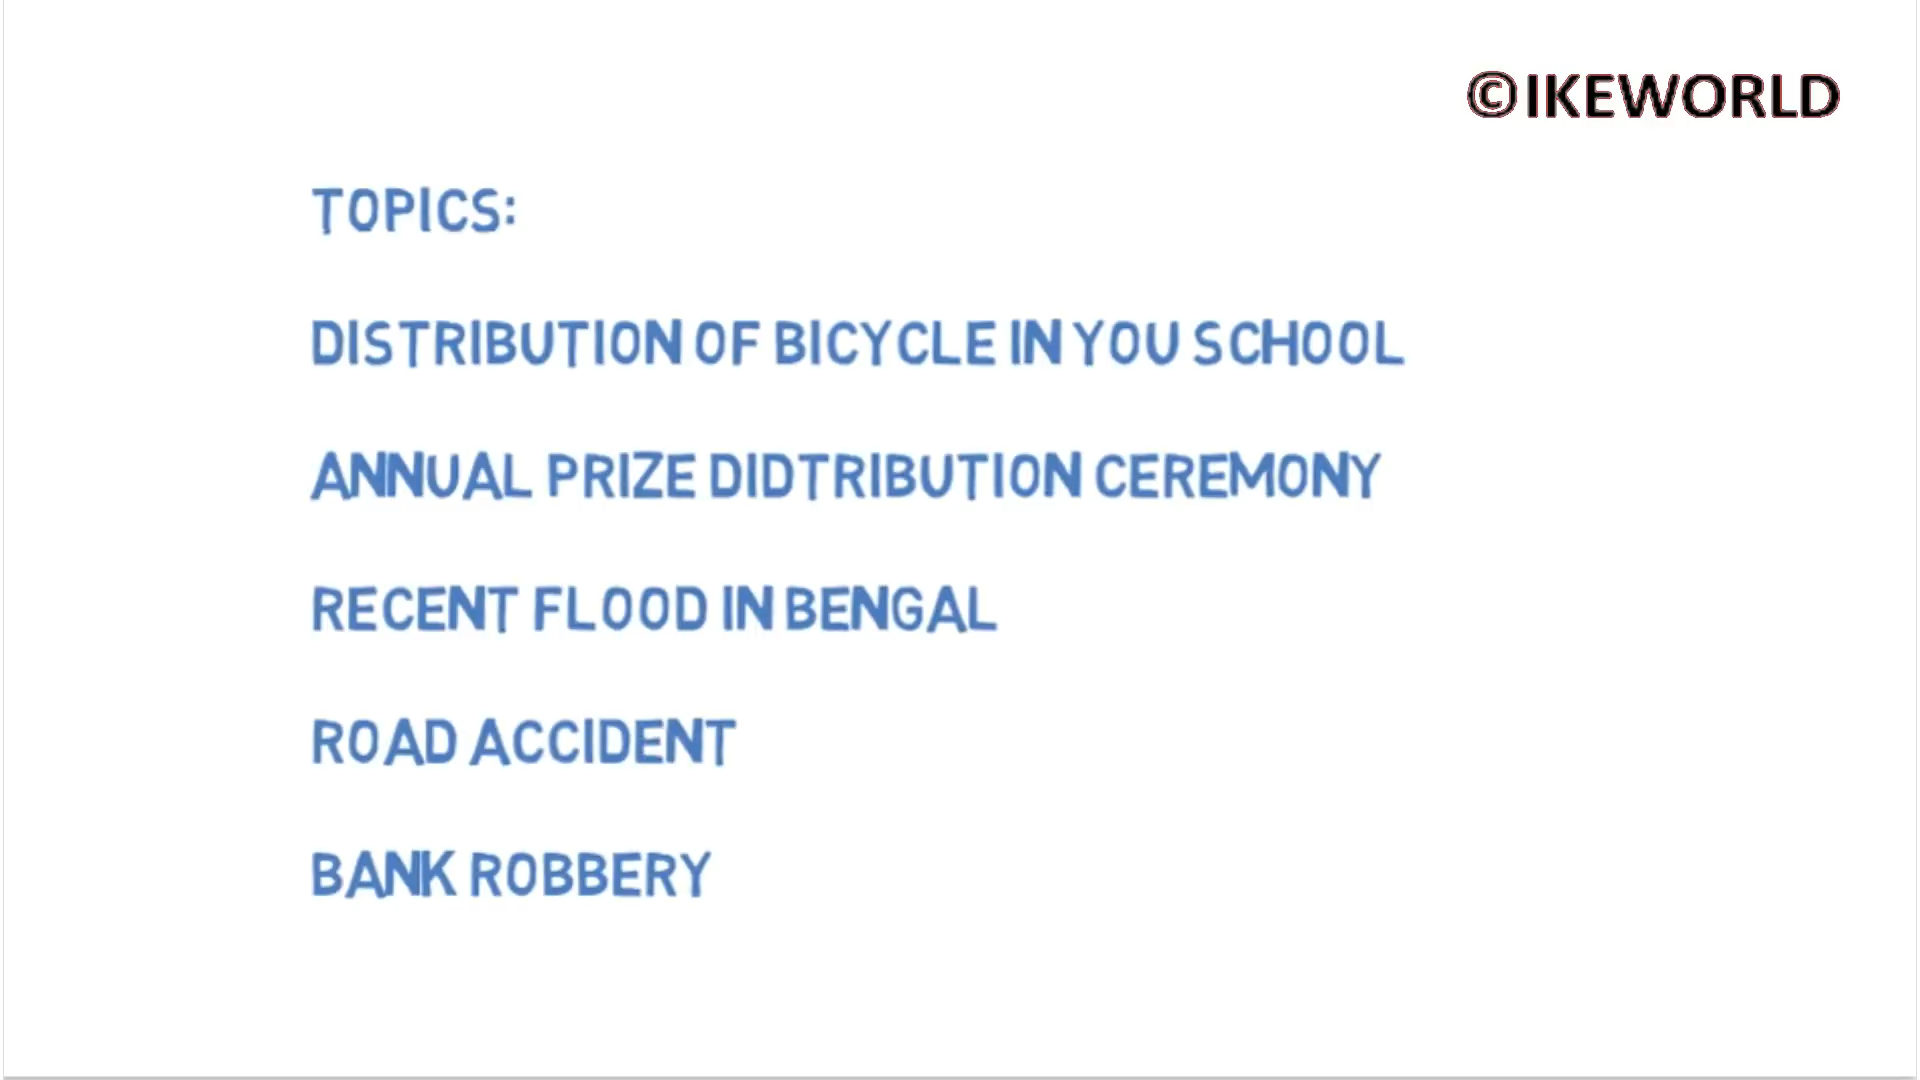 ©IKEWORLD
TOPICS:
DISTRIBUTION OF BICYCLE IN YOU SCHOOL
ANNUAL PRIZE DIDTRIBUTION CEREMONY
RECENT FLOOD IN BENGAL
ROAD ACCIDENT
BANK ROBBERY